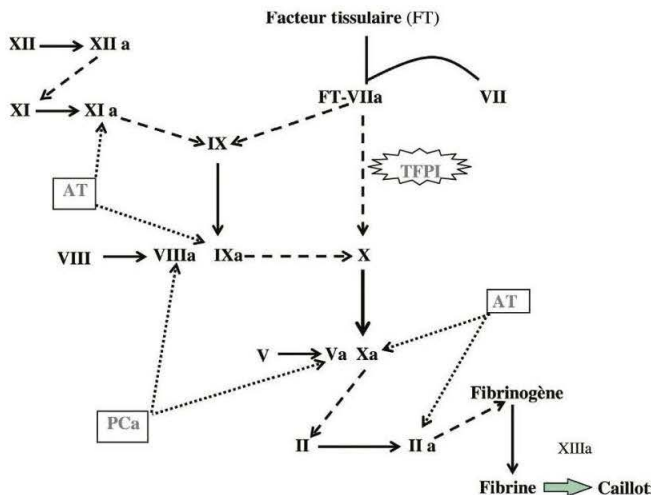 Facteur tissulaire (FT)
XII XII a
FT-VIIa VII
XI XI a
IX
TFPI
AT
VIII VIIIa IXa X
AT
V Va Xa
Fibrinogène
PCa
II II a
XIIIa
Fibrine Caillot